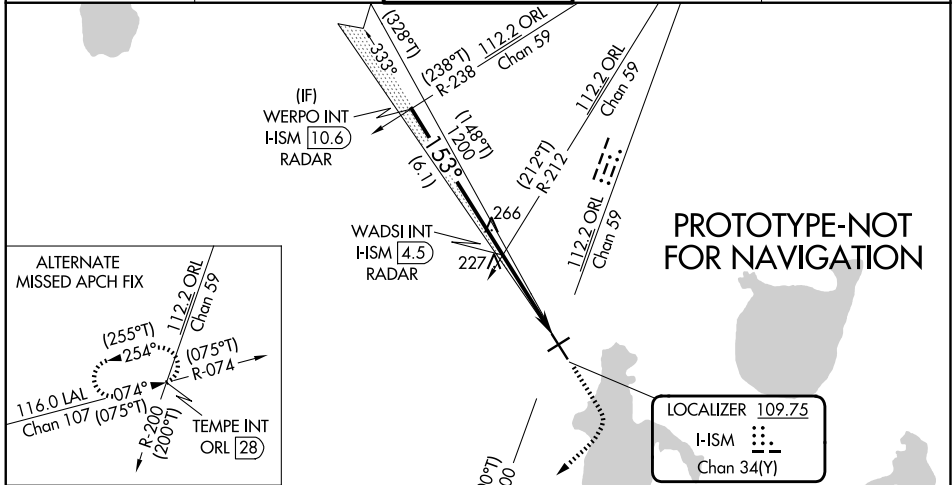 (328°T)
333°
112.2 ORL
Chan 59
(238°T)
R-238
(IF)
WERPO INT
I-ISM 10.6
RADAR
(148°T)
1200
153°
(6.1)
112.2 ORL
Chan 59
(212°T)
R-212
266
WADSI INT
I-ISM 4.5
RADAR
227
112.2 ORL
Chan 59
PROTOTYPE-NOT
FOR NAVIGATION
ALTERNATE
MISSED APCH FIX
112.2 ORL
Chan 59
(255°T)
254°
(075°T)
R-074
116.0 LAL
Chan 107
074°
(075°T)
R-200
(200°T)
TEMPE INT
ORL 28
LOCALIZER 109.75
I-ISM
Chan 34(Y)